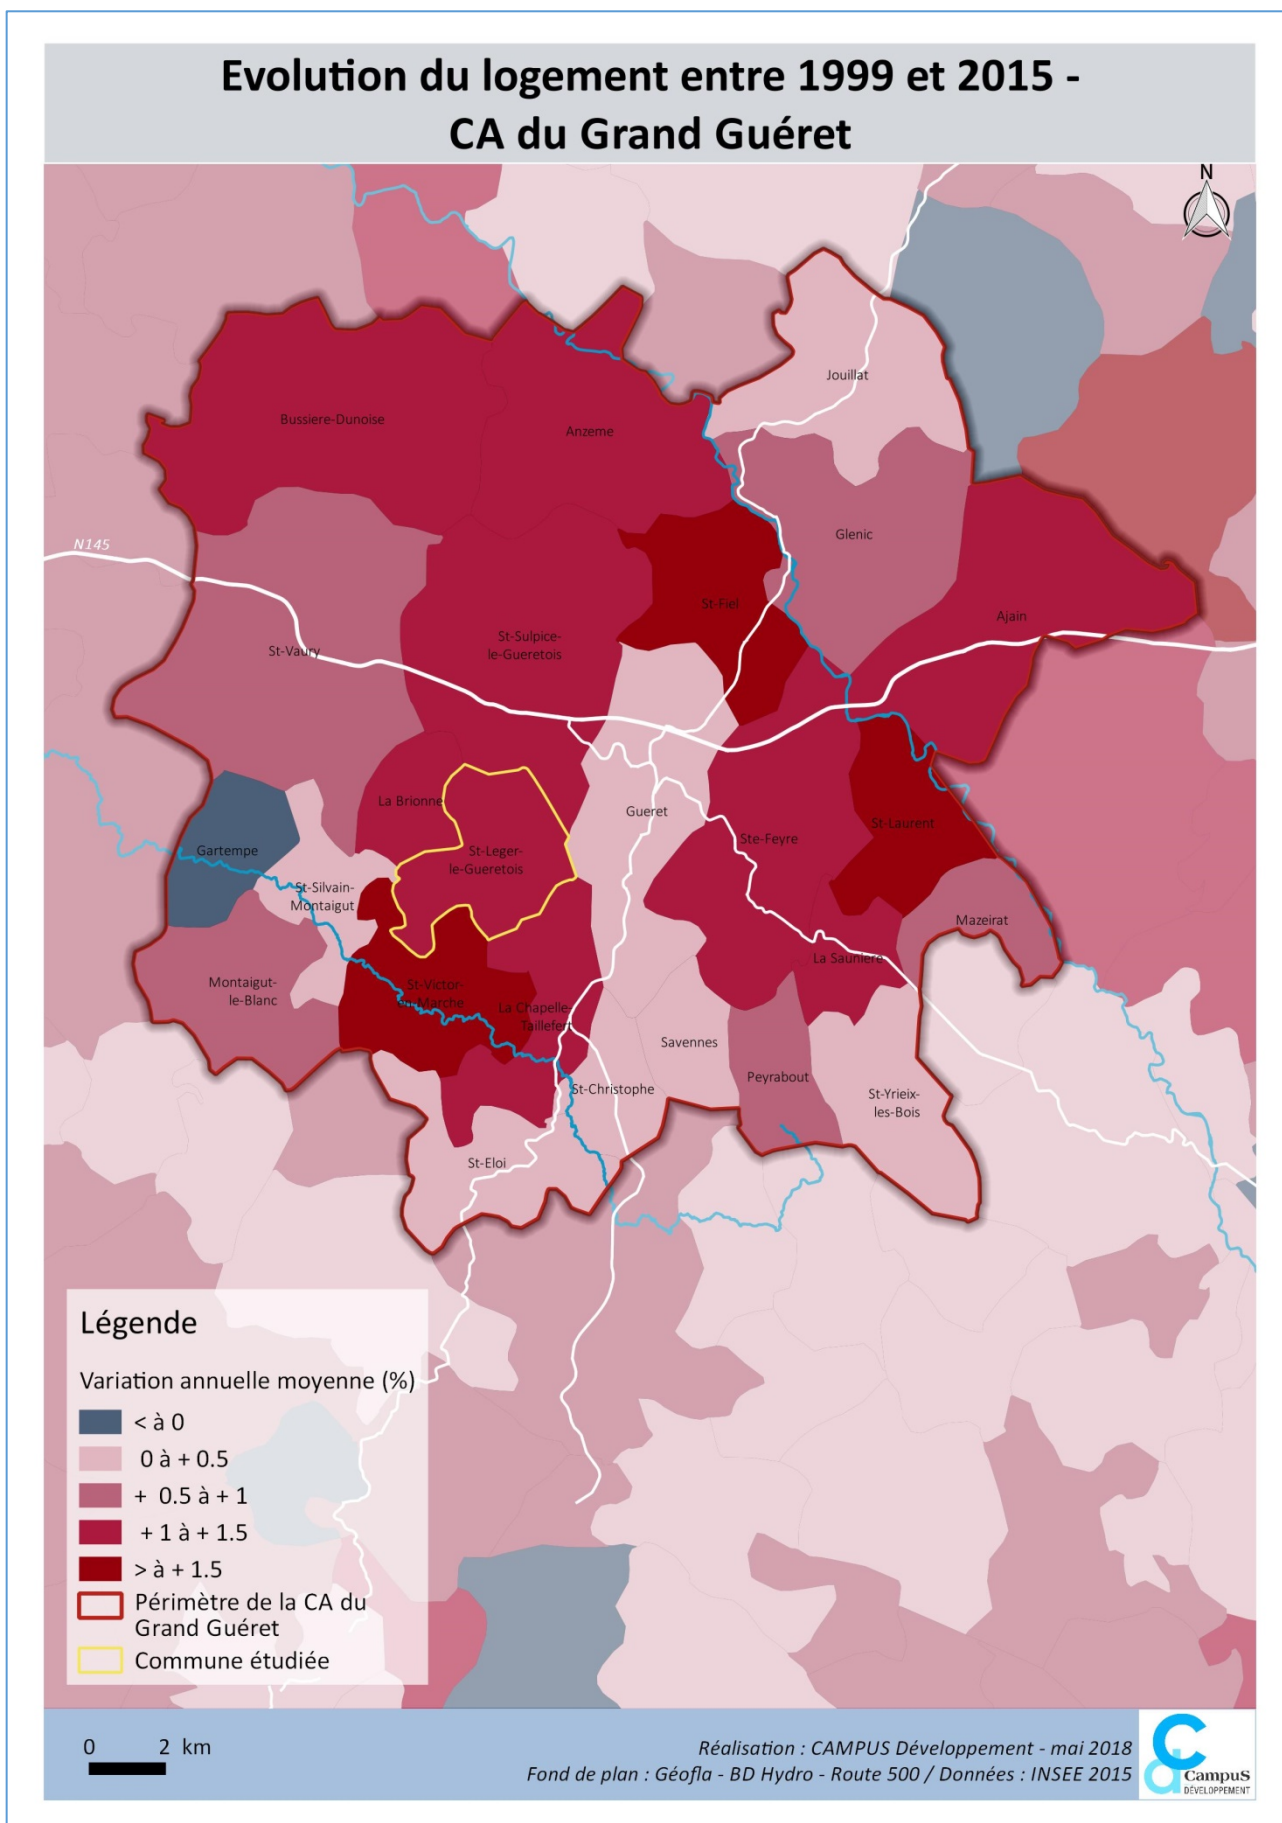 Evolution du logement entre 1999 et 2015 -
CA du Grand Guéret
N
Jouillat
Bussiere-Dunoise
Anzeme
Glenic
N145
St-Fiel
Ajain
St-Sulpice-
le-Gueretois
St-Vaury
La Brionne
Gueret
St-Laurent
Ste-Feyre
Gartempe
St-Leger-
le-Gueretois
St-Silvain-
Montaigut
Mazeirat
La Sauniere
Montaigut-
le-Blanc
St-Victor-
en-Marche
La Chapelle-
Taillefert
Savennes
Peyrabout
St-Christophe
St-Yrieix-
les-Bois
St-Eloi
Légende
Variation annuelle moyenne (%)
< à 0
0 à + 0.5
+ 0.5 à + 1
+ 1 à + 1.5
> à + 1.5
Périmètre de la CA du
Grand Guéret
Commune étudiée
0 2 km
Réalisation : CAMPUS Développement - mai 2018
Fond de plan : Géofla - BD Hydro - Route 500 / Données : INSEE 2015
Cd
CampuS
DÉVELOPPEMENT